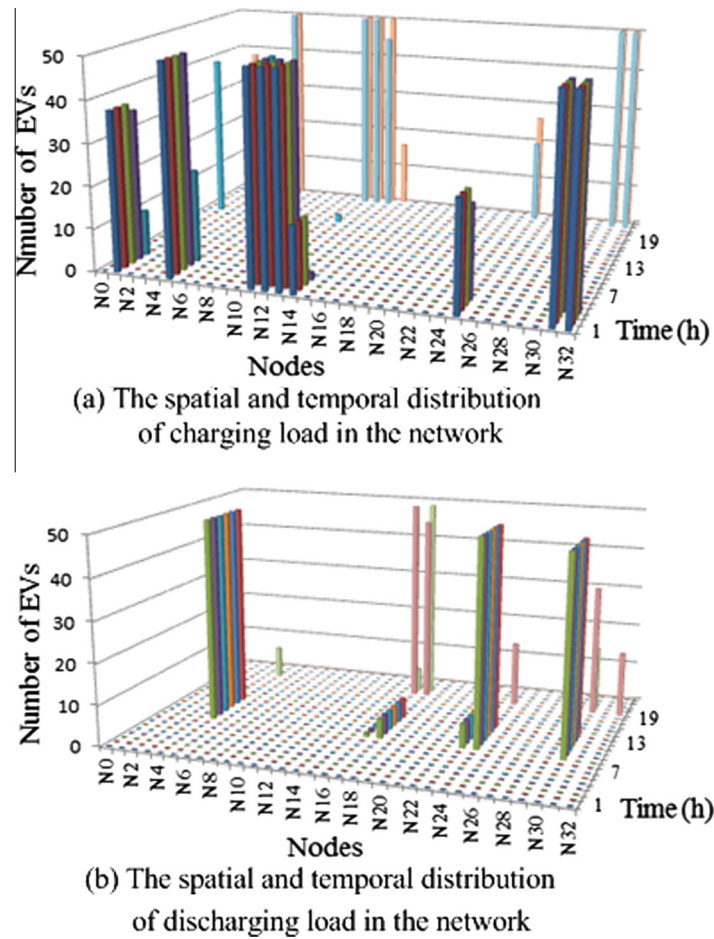 50
40
30
20
10
0
Nmuber of EVs
N0
N2
N4
N6
N8
N10
N12
N14
N16
N18
N20
N22
N24
N26
N28
N30
N32
1
7
13
19
Time (h)
Nodes
(a) The spatial and temporal distribution
of charging load in the network
50
40
30
20
10
0
Number of EVs
N0
N2
N4
N6
N8
N10
N12
N14
N16
N18
N20
N22
N24
N26
N28
N30
N32
1
7
13
19
Time (h)
Nodes
(b) The spatial and temporal distribution
of discharging load in the network